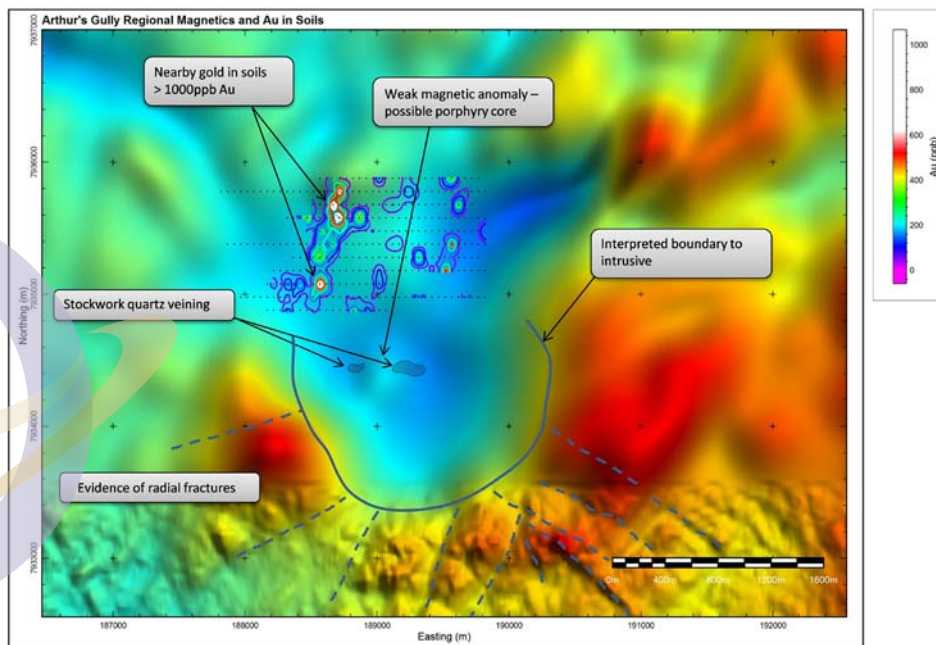 Arthur's Gully Regional Magnetics and Au in Soils
7937000
7936000
7935000
7934000
7933000
Northing (m)
Nearby gold in soils
> 1000ppb Au
Weak magnetic anomaly –
possible porphyry core
Interpreted boundary to
intrusive
Stockwork quartz veining
Evidence of radial fractures
0m
400m
800m
1200m
1600m
187000
188000
189000
190000
191000
192000
Easting (m)
1000
800
600
400
200
0
Au (ppb)